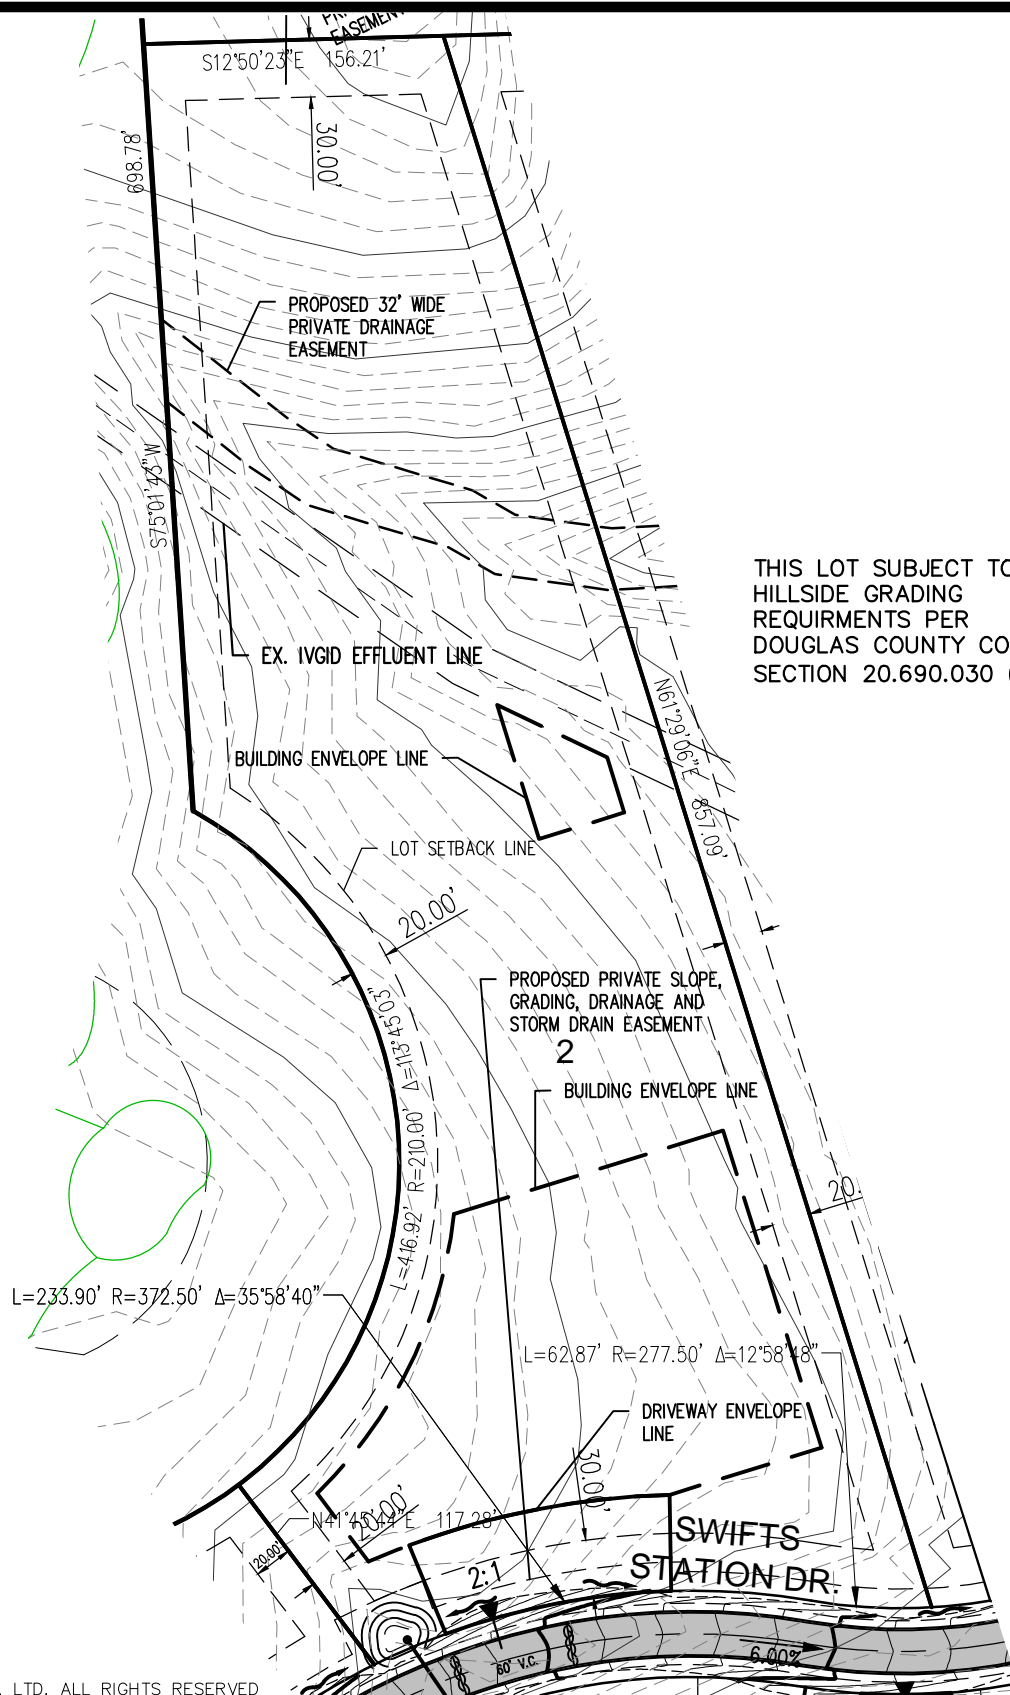 EASEMENT
S12°50'23"E 156.21'
30.00'
698.78'
PROPOSED 32' WIDE
PRIVATE DRAINAGE
EASEMENT
S75°01'43"W
THIS LOT SUBJECT TO
HILLSIDE GRADING
REQUIRMENTS PER
DOUGLAS COUNTY CO
SECTION 20.690.030 (
EX. IVGID EFFLUENT LINE
N61°29'06"E 857.09'
BUILDING ENVELOPE LINE
LOT SETBACK LINE
20.00'
PROPOSED PRIVATE SLOPE,
GRADING, DRAINAGE AND
STORM DRAIN EASEMENT
2
BUILDING ENVELOPE LINE
L=416.92' R=210.00' Δ=113°45'03"
20.
L=233.90' R=372.50' Δ=35°58'40"
L=62.87' R=277.50' Δ=12°58'48"
DRIVEWAY ENVELOPE
LINE
30.00'
20.00'
N41°45'44"E 117.28'
20.00'
SWIFTS
STATION DR.
2:1
60' V.C.
6.00%
. LTD. ALL RIGHTS RESERVED